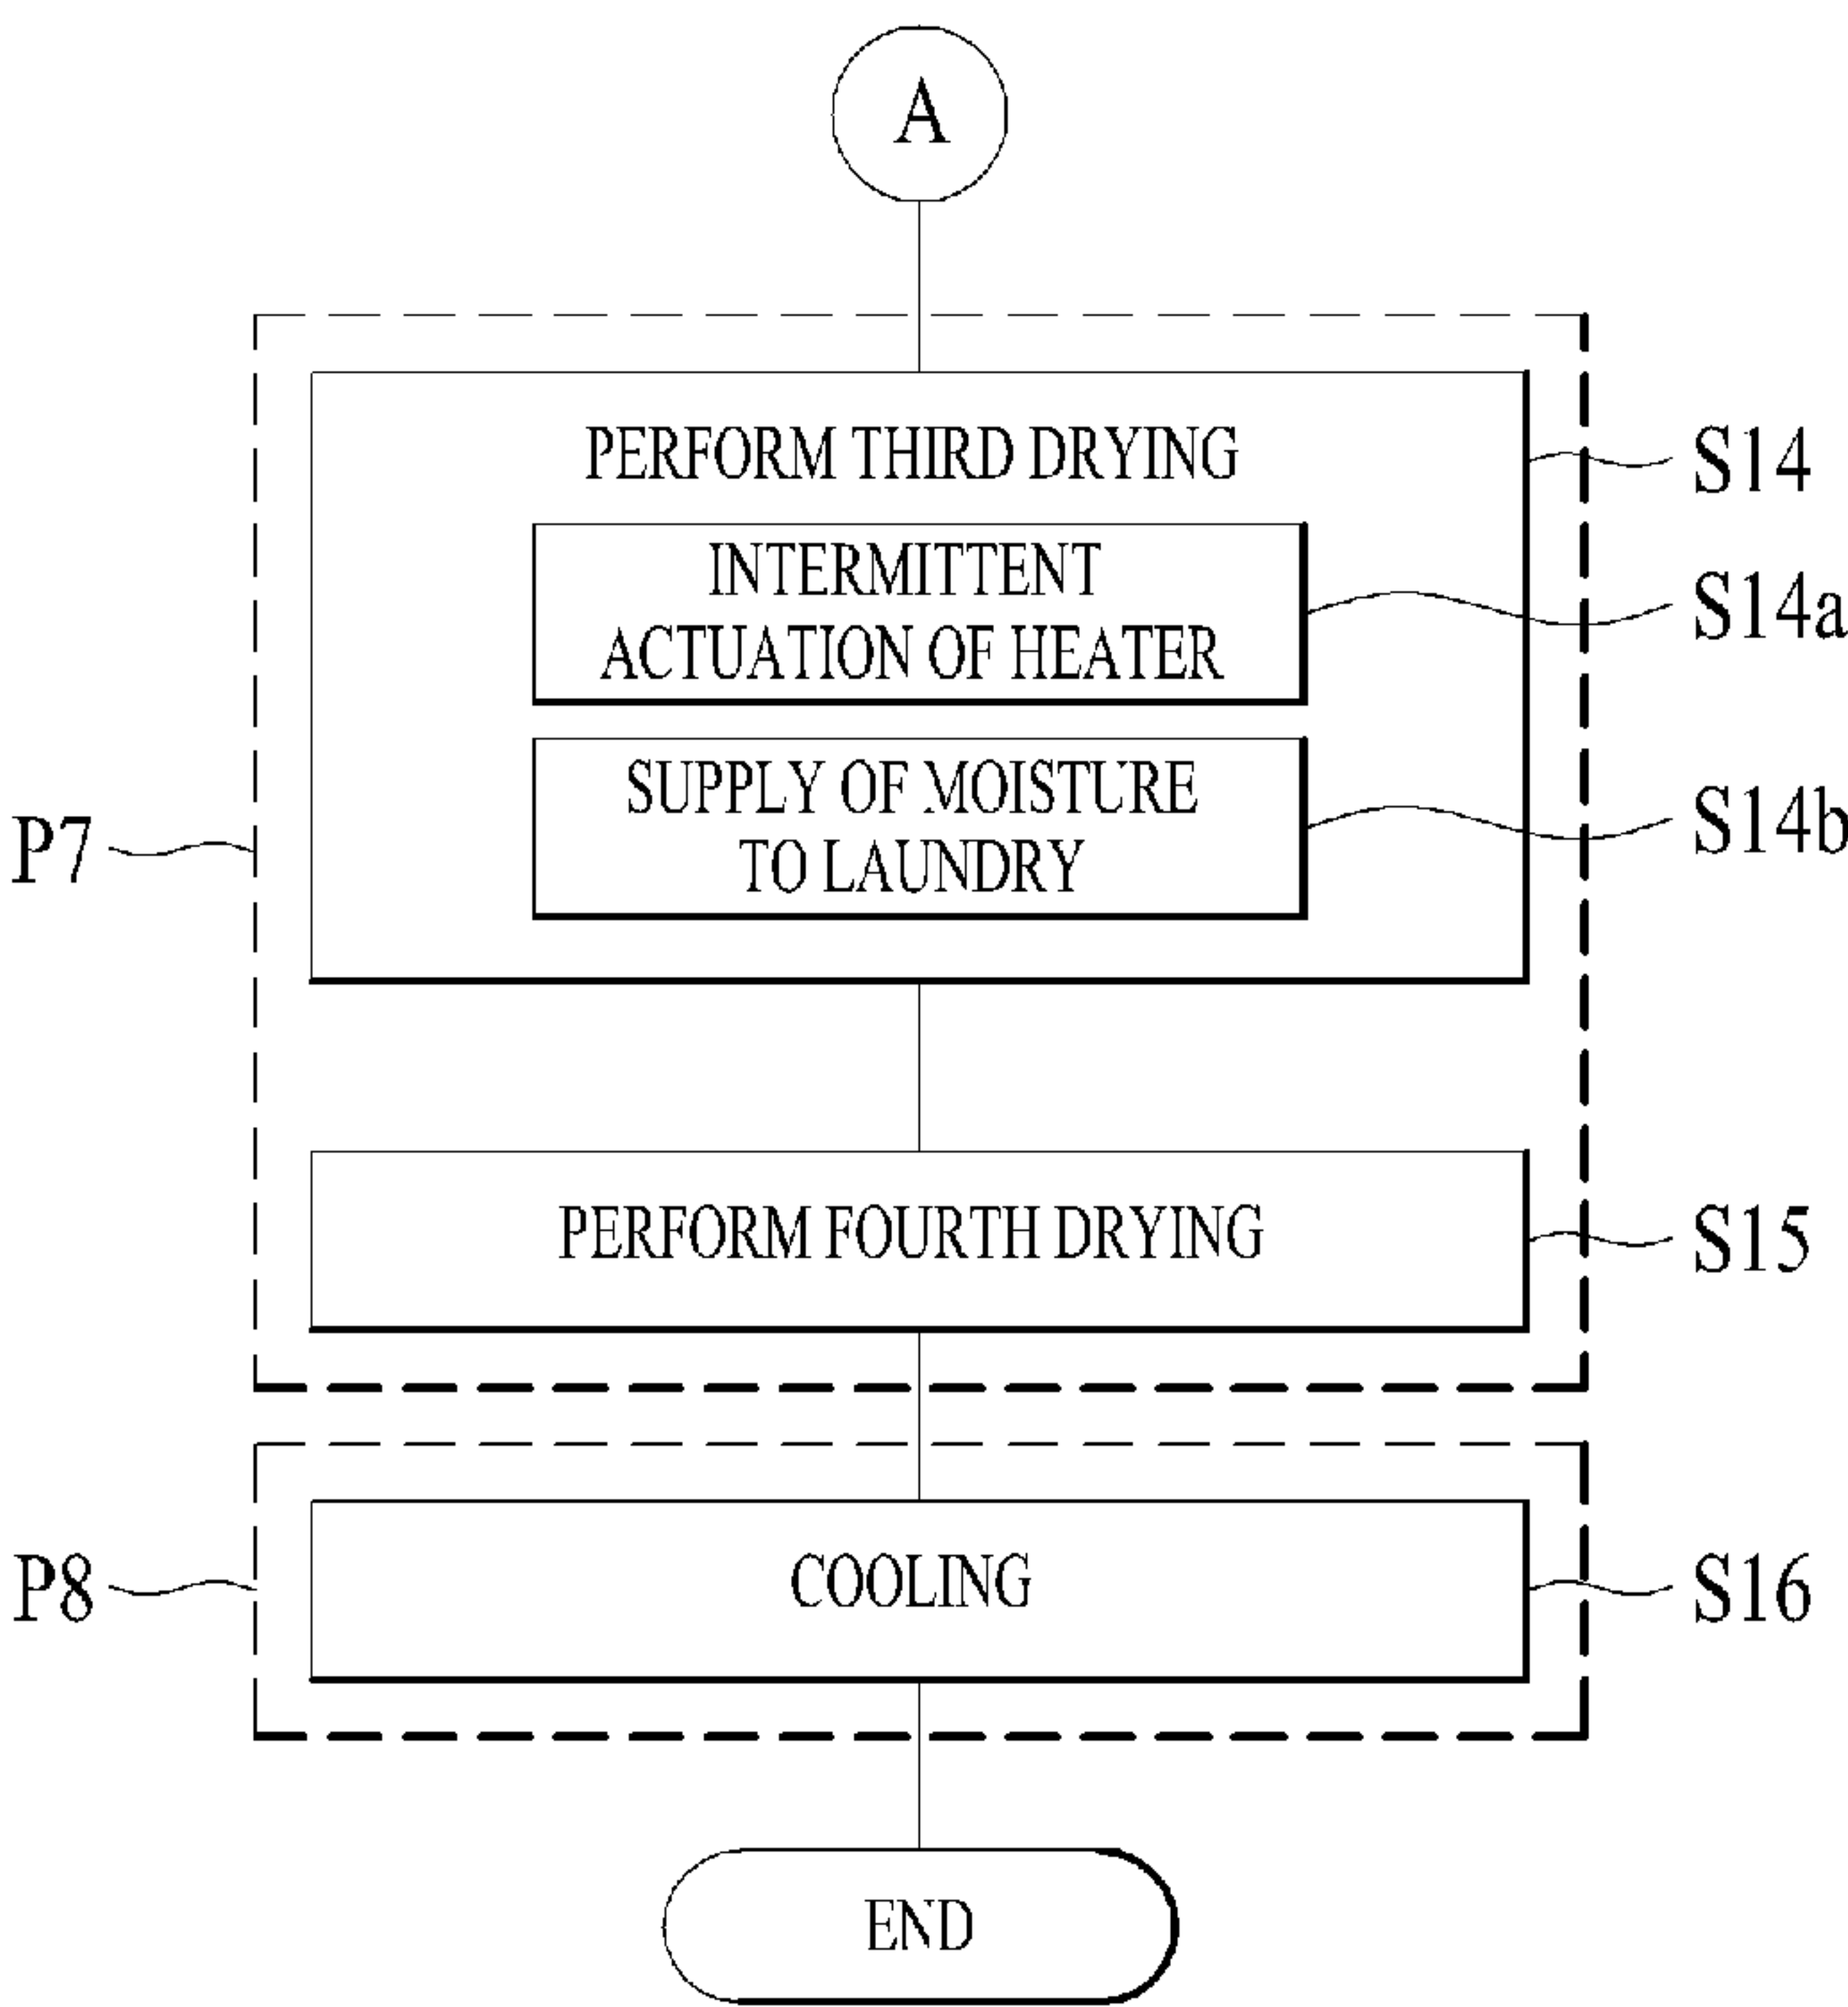 A
PERFORM THIRD DRYING
S14
INTERMITTENT
ACTUATION OF HEATER
S14a
SUPPLY OF MOISTURE
TO LAUNDRY
S14b
P7
PERFORM FOURTH DRYING
S15
P8
COOLING
S16
END